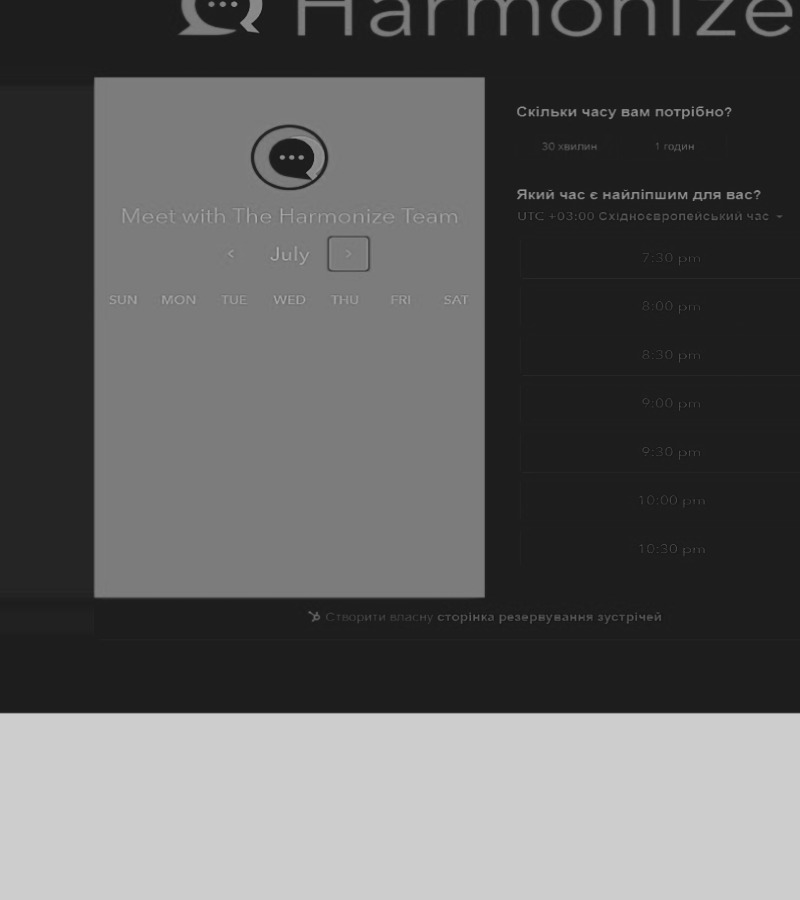 Harmonize
Meet with The Harmonize Team
July
SUN MON TUE WED THU FRI SAT
Скільки часу вам потрібно?
30 хвилин 1 годин
Який час є найліпшим для вас?
UTC +03:00 Східноєвропейський час
7:30 pm
8:00 pm
8:30 pm
9:00 pm
9:30 pm
10:00 pm
10:30 pm
Створити власну сторінка резервування зустрічей